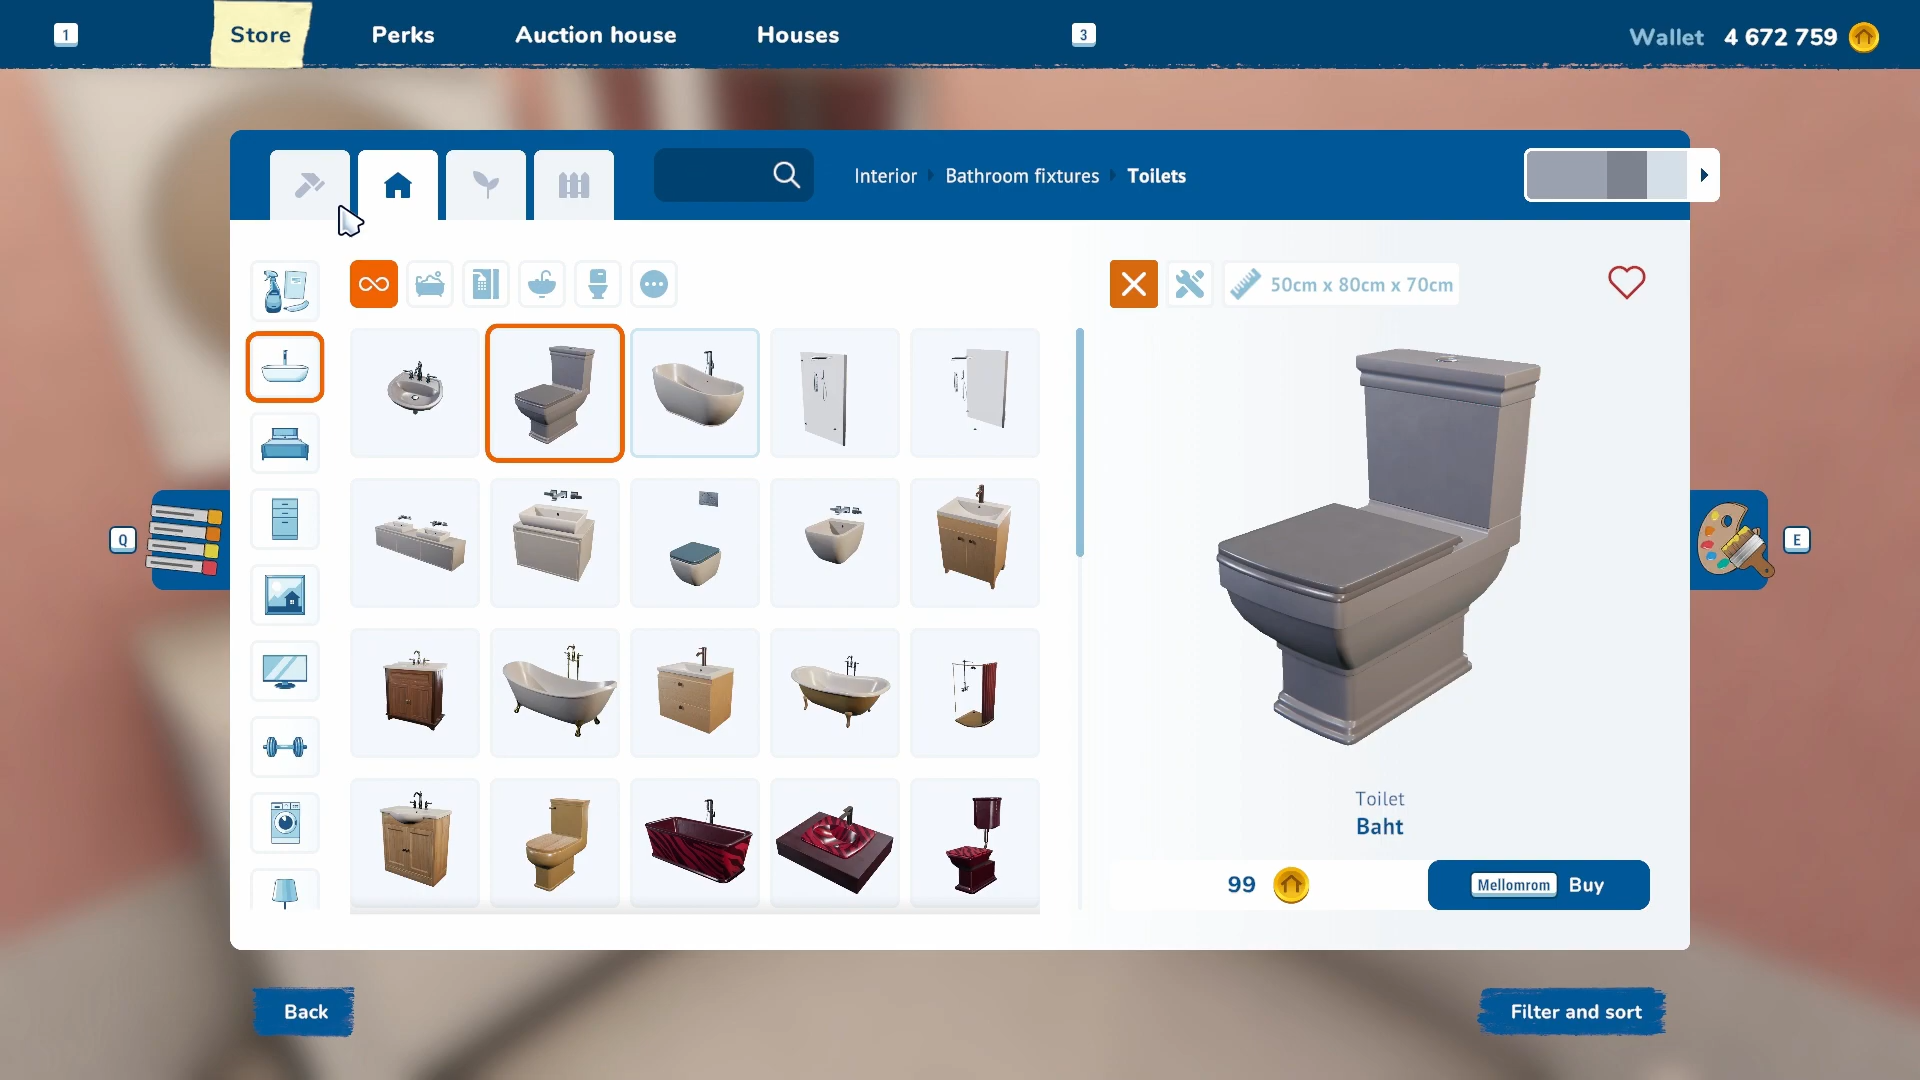 1
Store
Perks
Auction house
Houses
3
Wallet 4 672 759
Interior
Bathroom fixtures
Toilets
50cm x 80cm x 70cm
Q
E
Toilet
Baht
99
Mellomrom
Buy
Back
Filter and sort